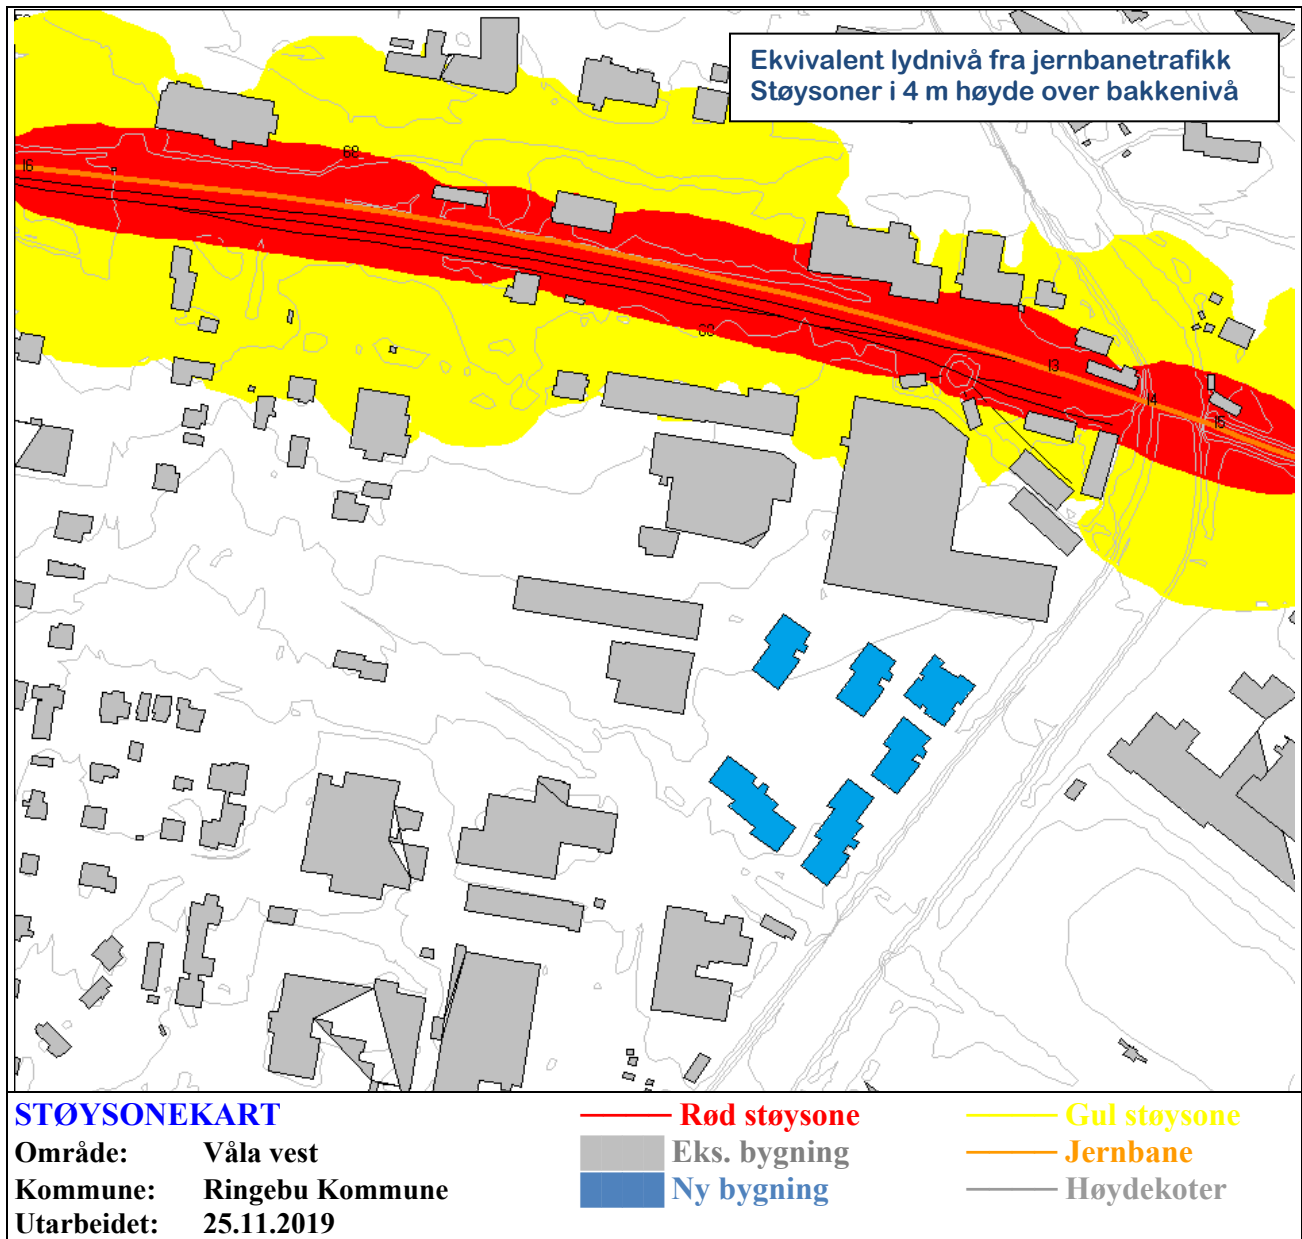 Ekvivalent lydnivå fra jernbanetrafikk
Støysoner i 4 m høyde over bakkenivå
STØYSONEKART
Område: Våla vest
Kommune: Ringebu Kommune
Utarbeidet: 25.11.2019
Rød støysone
Gul støysone
Eks. bygning
Jernbane
Ny bygning
Høydekoter